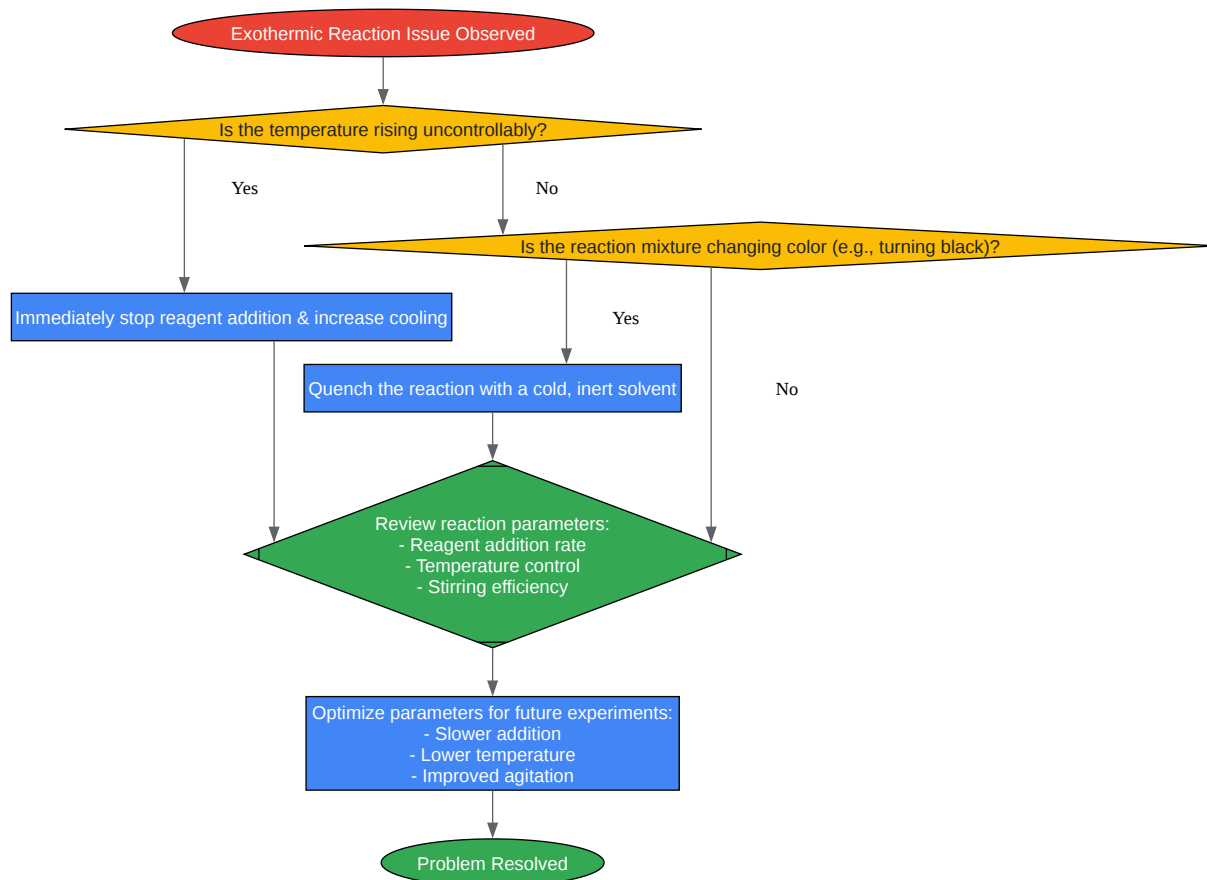 Exothermic Reaction Issue Observed
Is the temperature rising uncontrollably?
Yes
No
Is the reaction mixture changing color (e.g., turning black)?
Immediately stop reagent addition & increase cooling
Yes
Quench the reaction with a cold, inert solvent
No
Review reaction parameters:
- Reagent addition rate
- Temperature control
- Stirring efficiency
Optimize parameters for future experiments:
- Slower addition
- Lower temperature
- Improved agitation
Problem Resolved